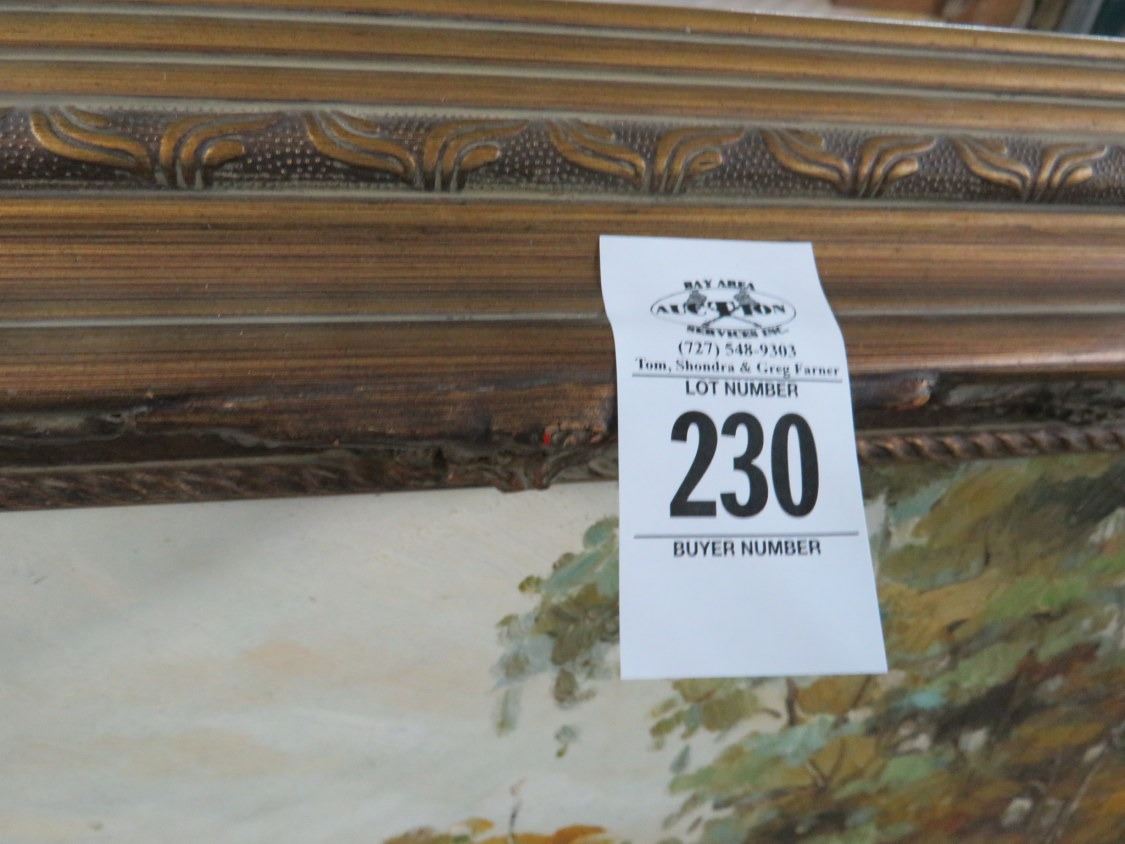 BAY AREA
AUCTION
SERVICES INC.
(727) 548-9303
Tom, Shondra & Greg Farner
LOT NUMBER
230
BUYER NUMBER